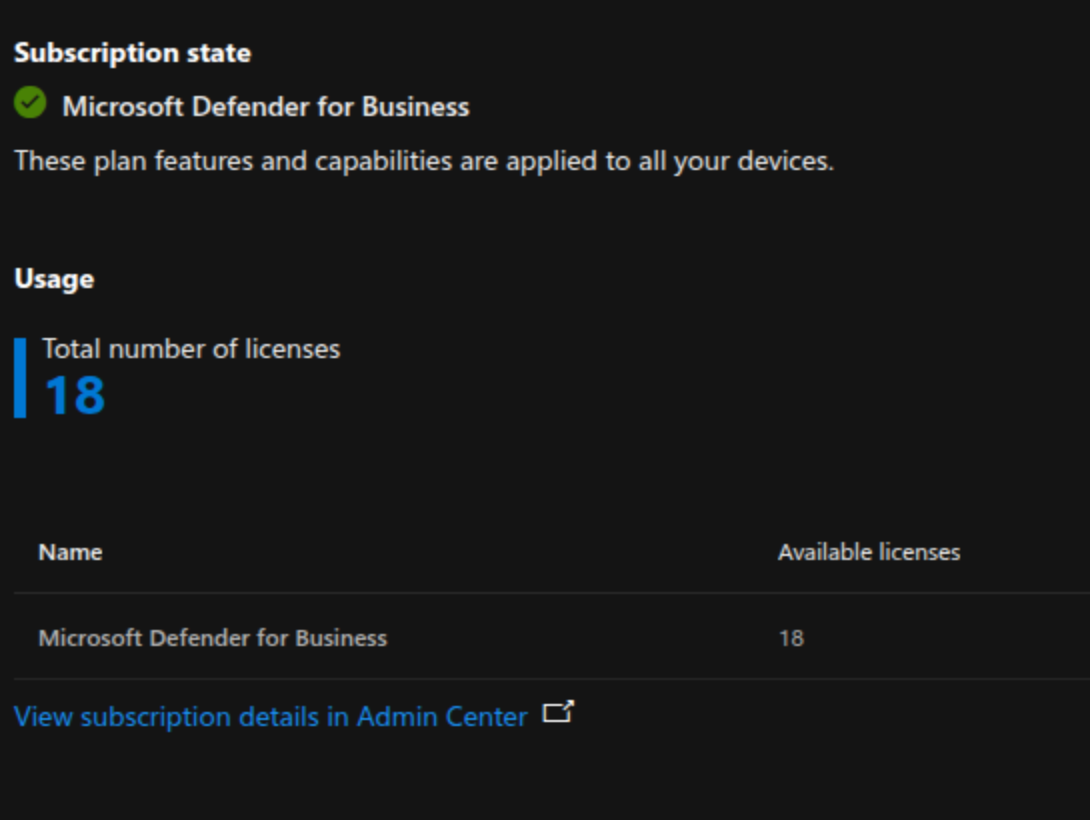 Subscription state
Microsoft Defender for Business
These plan features and capabilities are applied to all your devices.
Usage
Total number of licenses
18
Name Available licenses
Microsoft Defender for Business 18
View subscription details in Admin Center